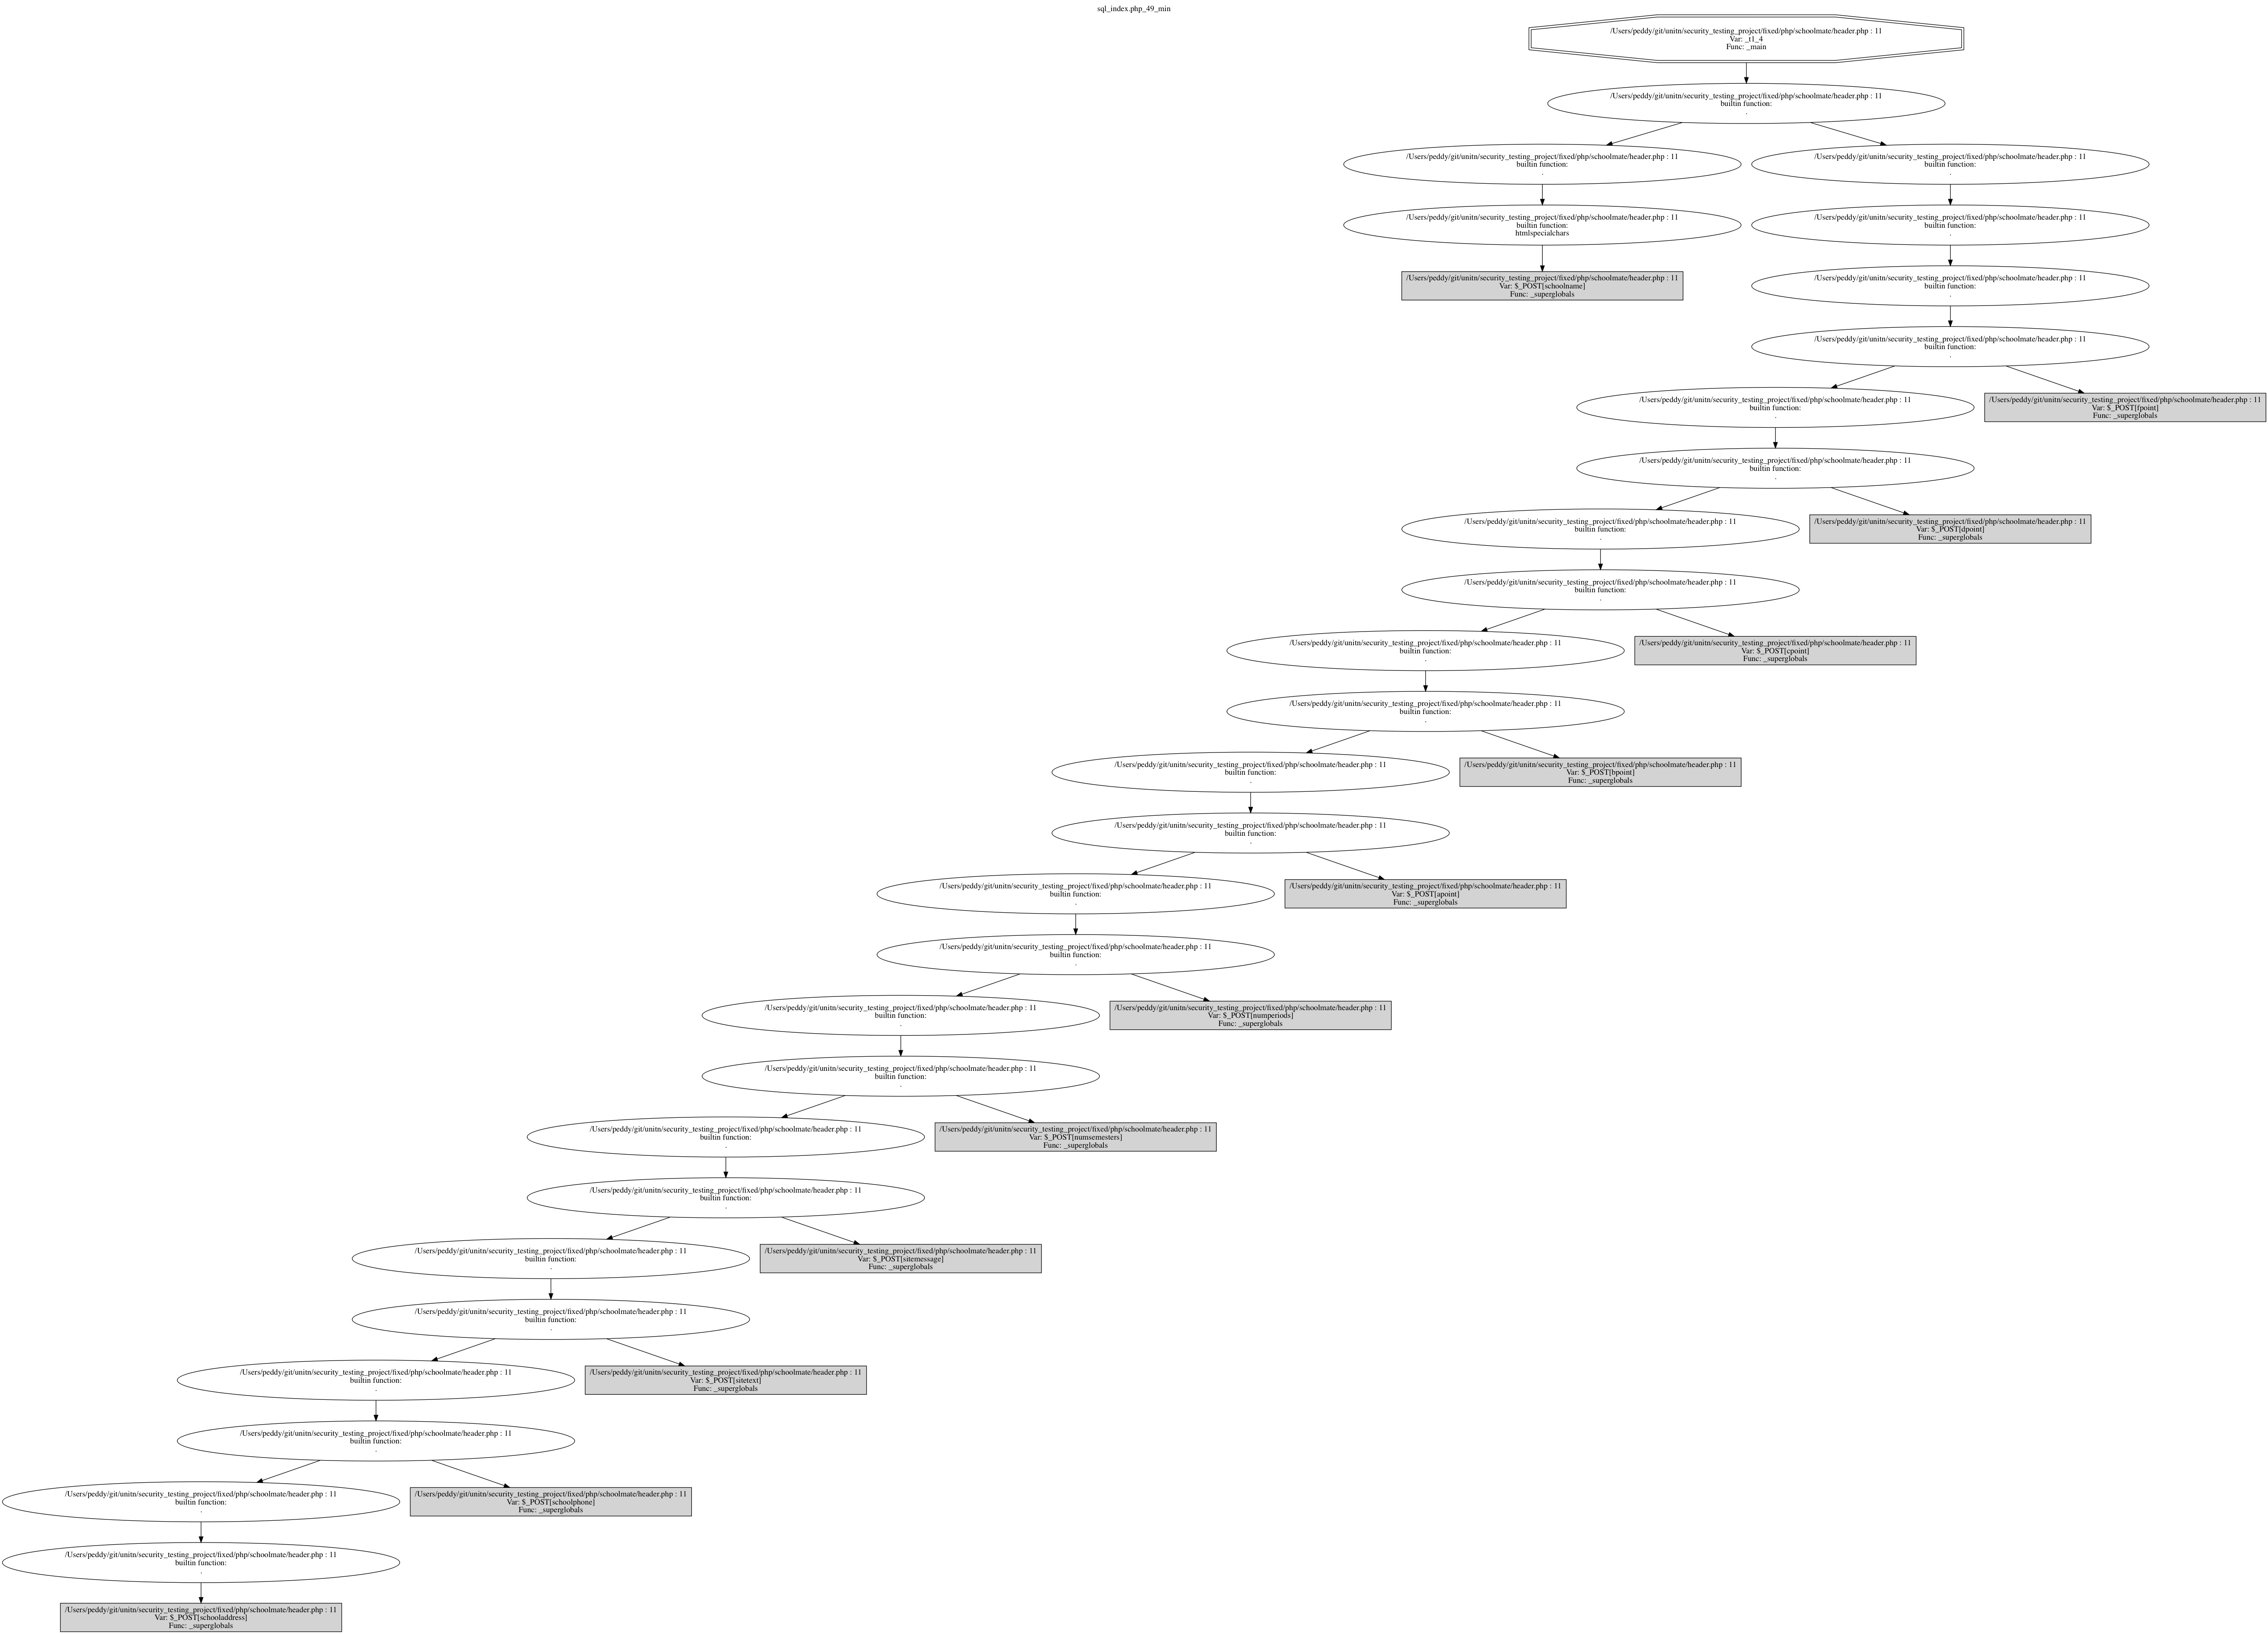 sql_index.php_49_min
/Users/peddy/git/unitn/security_testing_project/fixed/php/schoolmate/header.php : 11
Var: _t1_4
Func: _main
/Users/peddy/git/unitn/security_testing_project/fixed/php/schoolmate/header.php : 11
builtin function:
.
/Users/peddy/git/unitn/security_testing_project/fixed/php/schoolmate/header.php : 11
builtin function:
.
/Users/peddy/git/unitn/security_testing_project/fixed/php/schoolmate/header.php : 11
builtin function:
.
/Users/peddy/git/unitn/security_testing_project/fixed/php/schoolmate/header.php : 11
builtin function:
htmlspecialchars
/Users/peddy/git/unitn/security_testing_project/fixed/php/schoolmate/header.php : 11
builtin function:
.
/Users/peddy/git/unitn/security_testing_project/fixed/php/schoolmate/header.php : 11
Var: $_POST[schoolname]
Func: _superglobals
/Users/peddy/git/unitn/security_testing_project/fixed/php/schoolmate/header.php : 11
builtin function:
.
/Users/peddy/git/unitn/security_testing_project/fixed/php/schoolmate/header.php : 11
builtin function:
.
/Users/peddy/git/unitn/security_testing_project/fixed/php/schoolmate/header.php : 11
builtin function:
.
/Users/peddy/git/unitn/security_testing_project/fixed/php/schoolmate/header.php : 11
Var: $_POST[fpoint]
Func: _superglobals
/Users/peddy/git/unitn/security_testing_project/fixed/php/schoolmate/header.php : 11
builtin function:
.
/Users/peddy/git/unitn/security_testing_project/fixed/php/schoolmate/header.php : 11
builtin function:
.
/Users/peddy/git/unitn/security_testing_project/fixed/php/schoolmate/header.php : 11
Var: $_POST[dpoint]
Func: _superglobals
/Users/peddy/git/unitn/security_testing_project/fixed/php/schoolmate/header.php : 11
builtin function:
.
/Users/peddy/git/unitn/security_testing_project/fixed/php/schoolmate/header.php : 11
builtin function:
.
/Users/peddy/git/unitn/security_testing_project/fixed/php/schoolmate/header.php : 11
Var: $_POST[cpoint]
Func: _superglobals
/Users/peddy/git/unitn/security_testing_project/fixed/php/schoolmate/header.php : 11
builtin function:
.
/Users/peddy/git/unitn/security_testing_project/fixed/php/schoolmate/header.php : 11
builtin function:
.
/Users/peddy/git/unitn/security_testing_project/fixed/php/schoolmate/header.php : 11
Var: $_POST[bpoint]
Func: _superglobals
/Users/peddy/git/unitn/security_testing_project/fixed/php/schoolmate/header.php : 11
builtin function:
.
/Users/peddy/git/unitn/security_testing_project/fixed/php/schoolmate/header.php : 11
builtin function:
.
/Users/peddy/git/unitn/security_testing_project/fixed/php/schoolmate/header.php : 11
Var: $_POST[apoint]
Func: _superglobals
/Users/peddy/git/unitn/security_testing_project/fixed/php/schoolmate/header.php : 11
builtin function:
.
/Users/peddy/git/unitn/security_testing_project/fixed/php/schoolmate/header.php : 11
builtin function:
.
/Users/peddy/git/unitn/security_testing_project/fixed/php/schoolmate/header.php : 11
Var: $_POST[numperiods]
Func: _superglobals
/Users/peddy/git/unitn/security_testing_project/fixed/php/schoolmate/header.php : 11
builtin function:
.
/Users/peddy/git/unitn/security_testing_project/fixed/php/schoolmate/header.php : 11
builtin function:
.
/Users/peddy/git/unitn/security_testing_project/fixed/php/schoolmate/header.php : 11
Var: $_POST[numsemesters]
Func: _superglobals
/Users/peddy/git/unitn/security_testing_project/fixed/php/schoolmate/header.php : 11
builtin function:
.
/Users/peddy/git/unitn/security_testing_project/fixed/php/schoolmate/header.php : 11
builtin function:
.
/Users/peddy/git/unitn/security_testing_project/fixed/php/schoolmate/header.php : 11
Var: $_POST[sitemessage]
Func: _superglobals
/Users/peddy/git/unitn/security_testing_project/fixed/php/schoolmate/header.php : 11
builtin function:
.
/Users/peddy/git/unitn/security_testing_project/fixed/php/schoolmate/header.php : 11
builtin function:
.
/Users/peddy/git/unitn/security_testing_project/fixed/php/schoolmate/header.php : 11
Var: $_POST[sitetext]
Func: _superglobals
/Users/peddy/git/unitn/security_testing_project/fixed/php/schoolmate/header.php : 11
builtin function:
.
/Users/peddy/git/unitn/security_testing_project/fixed/php/schoolmate/header.php : 11
builtin function:
.
/Users/peddy/git/unitn/security_testing_project/fixed/php/schoolmate/header.php : 11
Var: $_POST[schoolphone]
Func: _superglobals
/Users/peddy/git/unitn/security_testing_project/fixed/php/schoolmate/header.php : 11
builtin function:
.
/Users/peddy/git/unitn/security_testing_project/fixed/php/schoolmate/header.php : 11
builtin function:
.
/Users/peddy/git/unitn/security_testing_project/fixed/php/schoolmate/header.php : 11
Var: $_POST[schooladdress]
Func: _superglobals